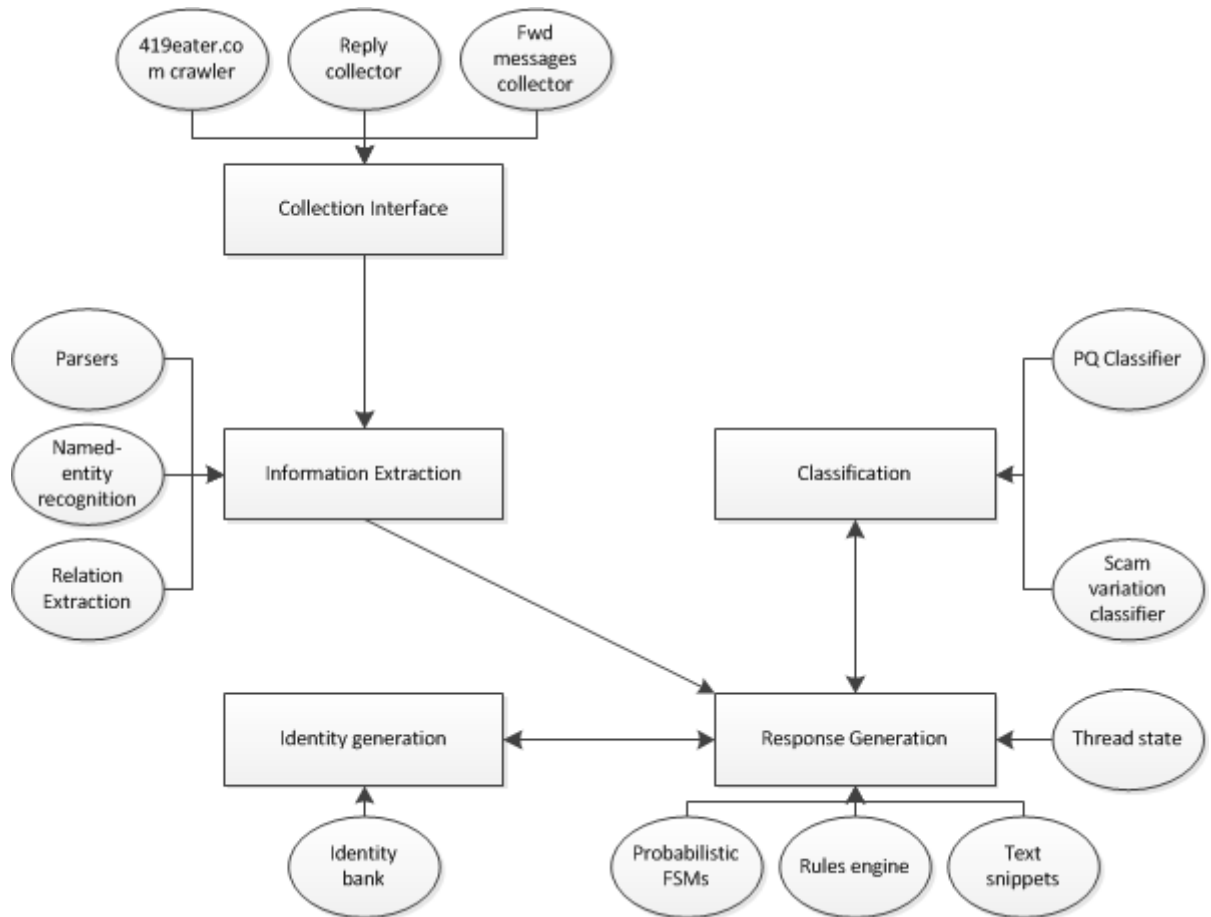 419eater.co
m crawler
Reply
collector
Fwd
messages
collector
Collection Interface
Parsers
PQ Classifier
Named-
entity
recognition
Information Extraction
Classification
Relation
Extraction
Scam
variation
classifier
Identity generation
Response Generation
Thread state
Identity
bank
Probabilistic
FSMs
Rules engine
Text
snippets